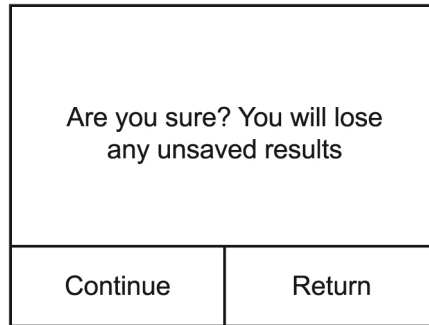 Are you sure? You will lose
any unsaved results
Continue
Return